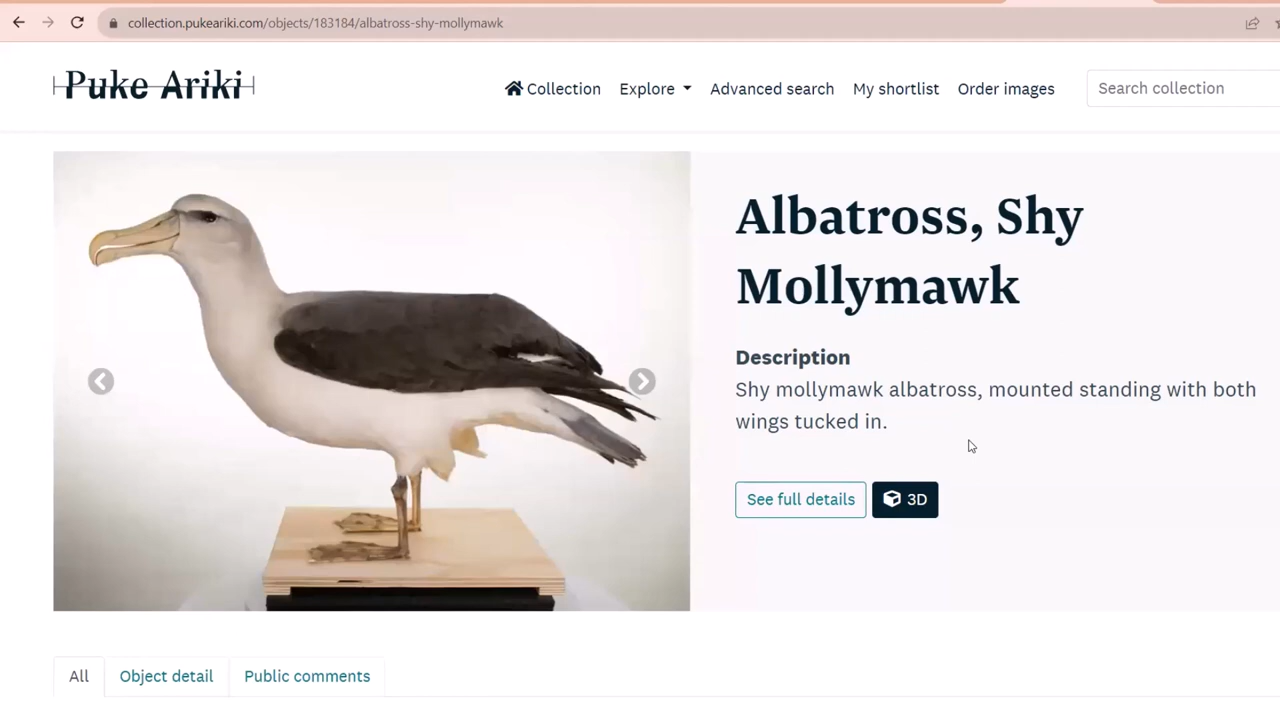 collection.pukeariki.com/objects/183184/albatross-shy-mollymawk
Puke Ariki
Collection Explore Advanced search My shortlist Order images Search collection
Albatross, Shy
Mollymawk
Description
Shy mollymawk albatross, mounted standing with both
wings tucked in.
See full details 3D
All Object detail Public comments